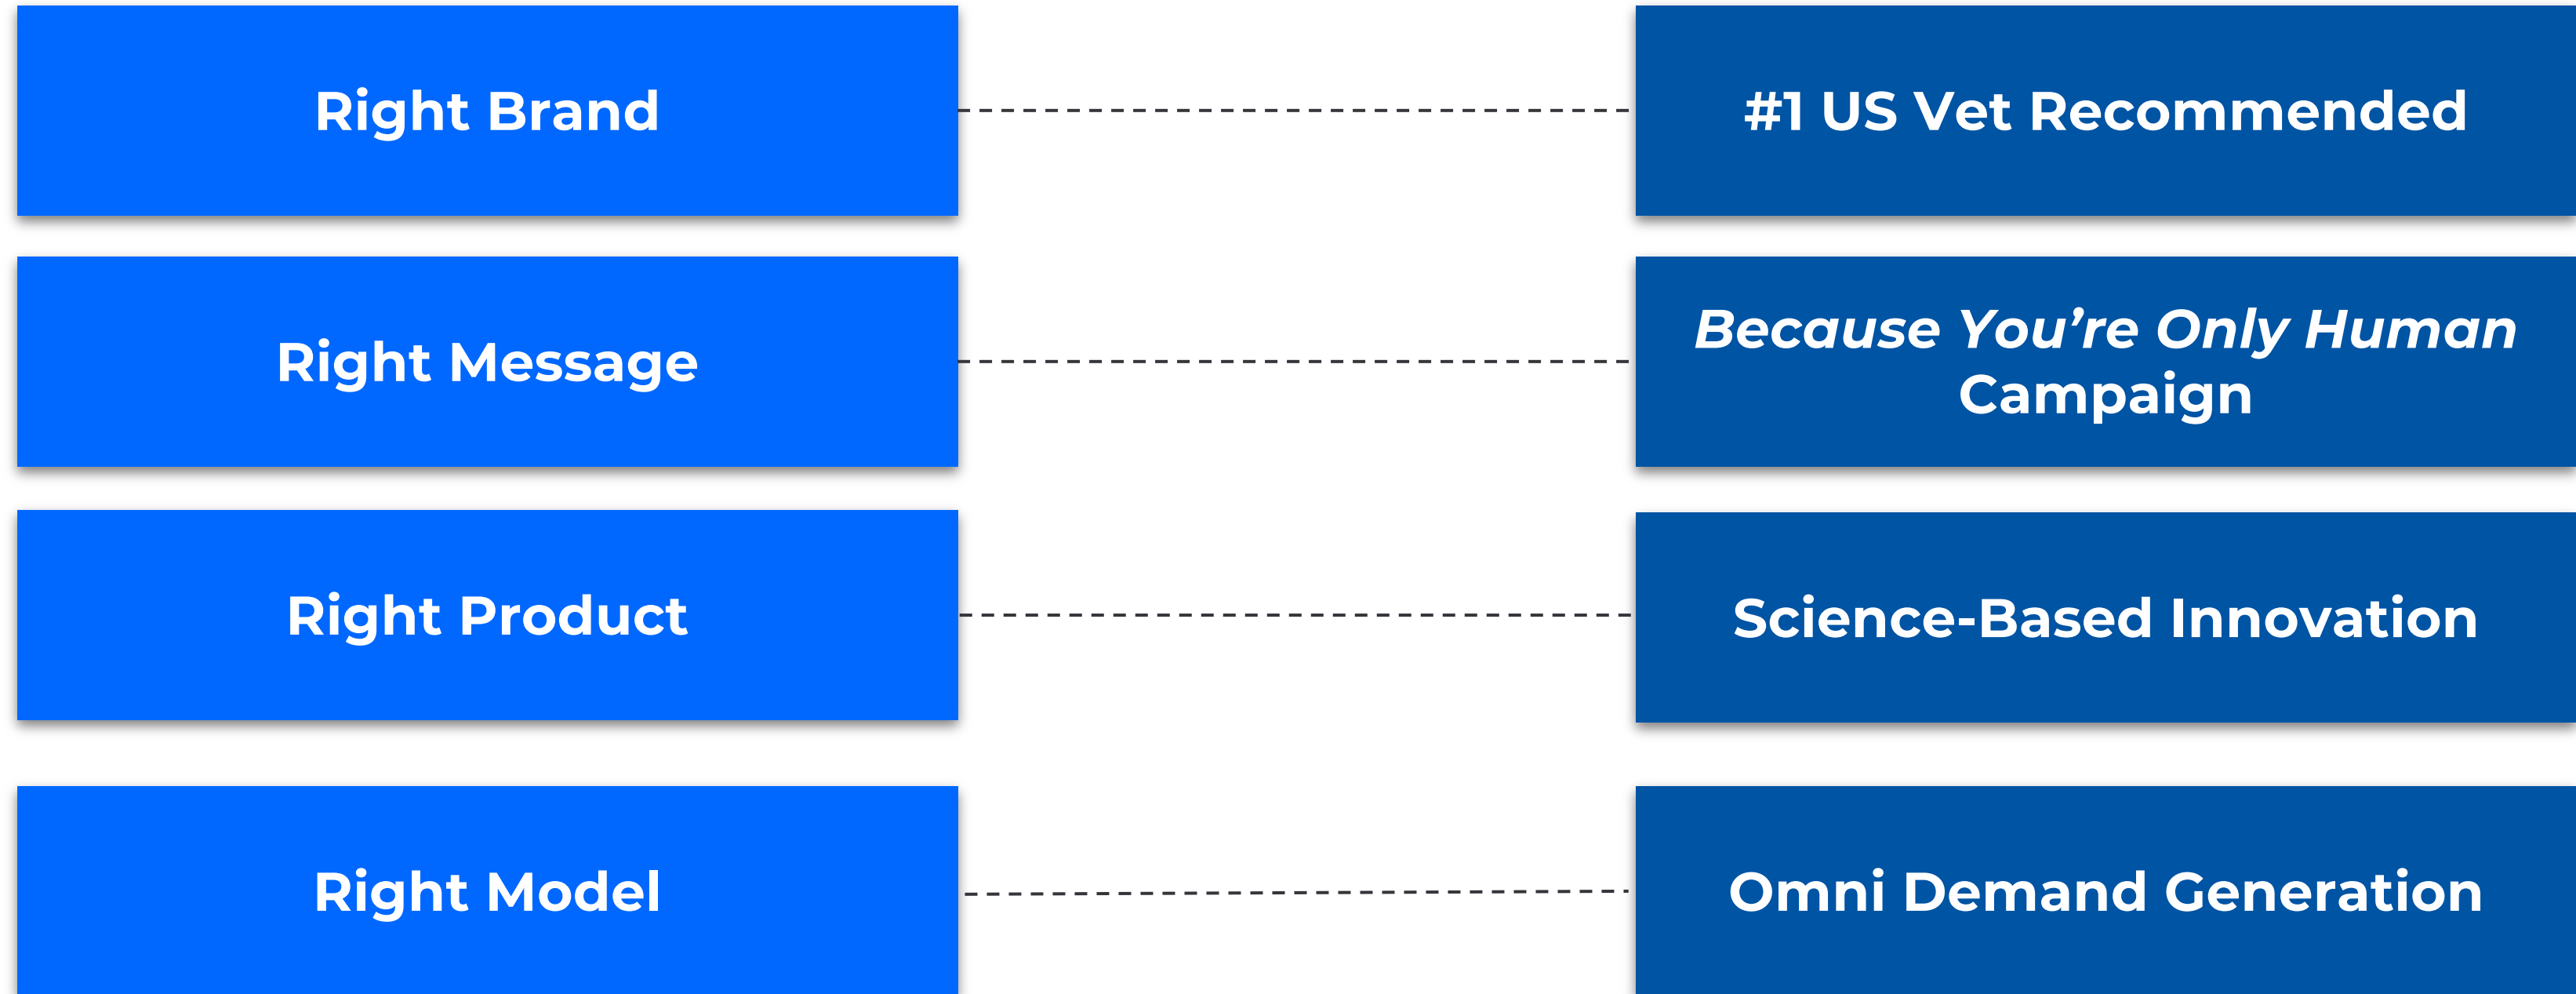 Right Brand
#1 US Vet Recommended
Right Message
Because You’re Only Human
Campaign
Right Product
Science-Based Innovation
Right Model
Omni Demand Generation